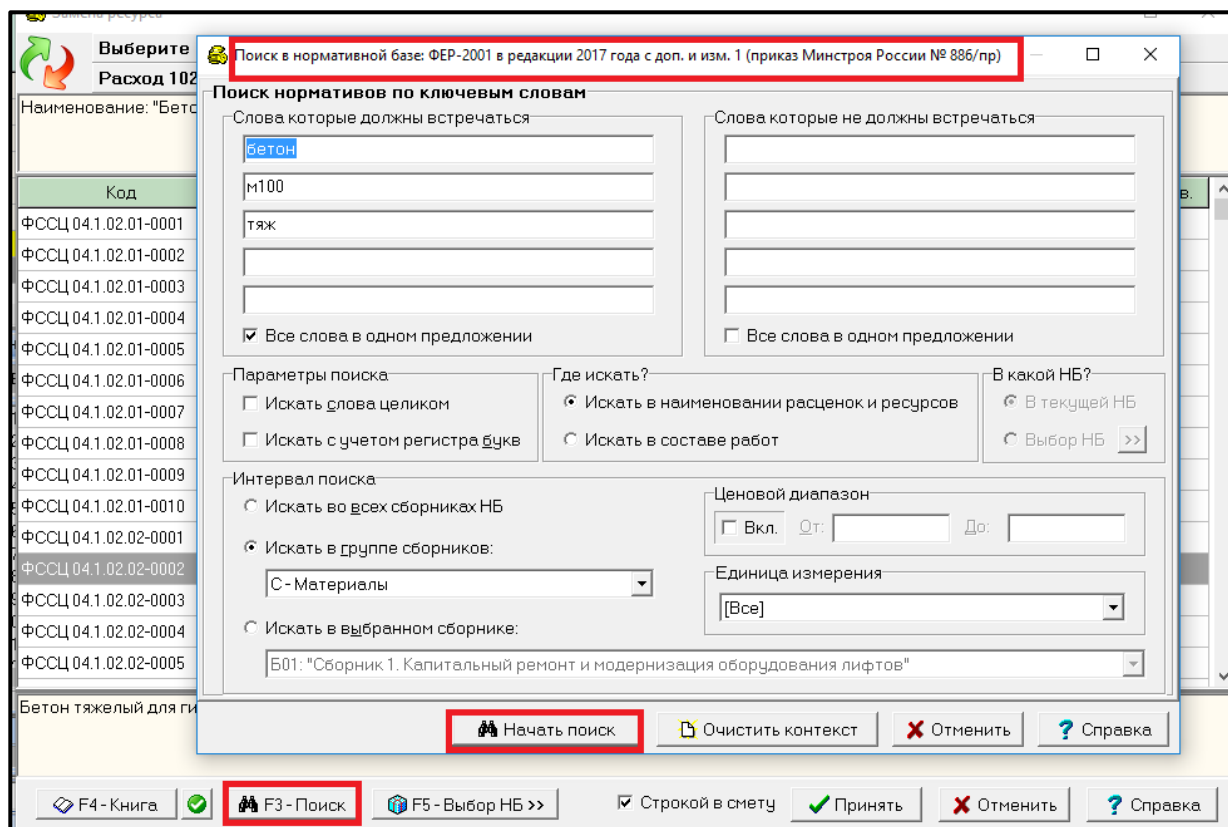 Замена ресурса
Выберите
Расход 102
Наименование: "Бето
Код
в.
ФССЦ 04.1.02.01-0001
ФССЦ 04.1.02.01-0002
ФССЦ 04.1.02.01-0003
ФССЦ 04.1.02.01-0004
ФССЦ 04.1.02.01-0005
ФССЦ 04.1.02.01-0006
ФССЦ 04.1.02.01-0007
ФССЦ 04.1.02.01-0008
ФССЦ 04.1.02.01-0009
ФССЦ 04.1.02.01-0010
ФССЦ 04.1.02.02-0001
ФССЦ 04.1.02.02-0002
ФССЦ 04.1.02.02-0003
ФССЦ 04.1.02.02-0004
ФССЦ 04.1.02.02-0005
Бетон тяжелый для ги
Поиск в нормативной базе: ФЕР-2001 в редакции 2017 года с доп. и изм. 1 (приказ Минстроя России № 886/пр)
Поиск нормативов по ключевым словам
Слова которые должны встречаться
бетон
м100
тяж
Все слова в одном предложении
Слова которые не должны встречаться
Все слова в одном предложении
Параметры поиска
Искать слова целиком
Искать с учетом регистра букв
Где искать?
Искать в наименовании расценок и ресурсов
Искать в составе работ
В какой НБ?
В текущей НБ
Выбор НБ >>
Интервал поиска
Искать во всех сборниках НБ
Искать в группе сборников:
С - Материалы
Искать в выбранном сборнике:
Б01: "Сборник 1. Капитальный ремонт и модернизация оборудования лифтов"
Ценовой диапазон
Вкл. От: До:
Единица измерения
[Все]
Начать поиск Очистить контекст Отменить Справка
F4 - Книга F3 - Поиск F5 - Выбор НБ >> Строкой в смету Принять Отменить Справка